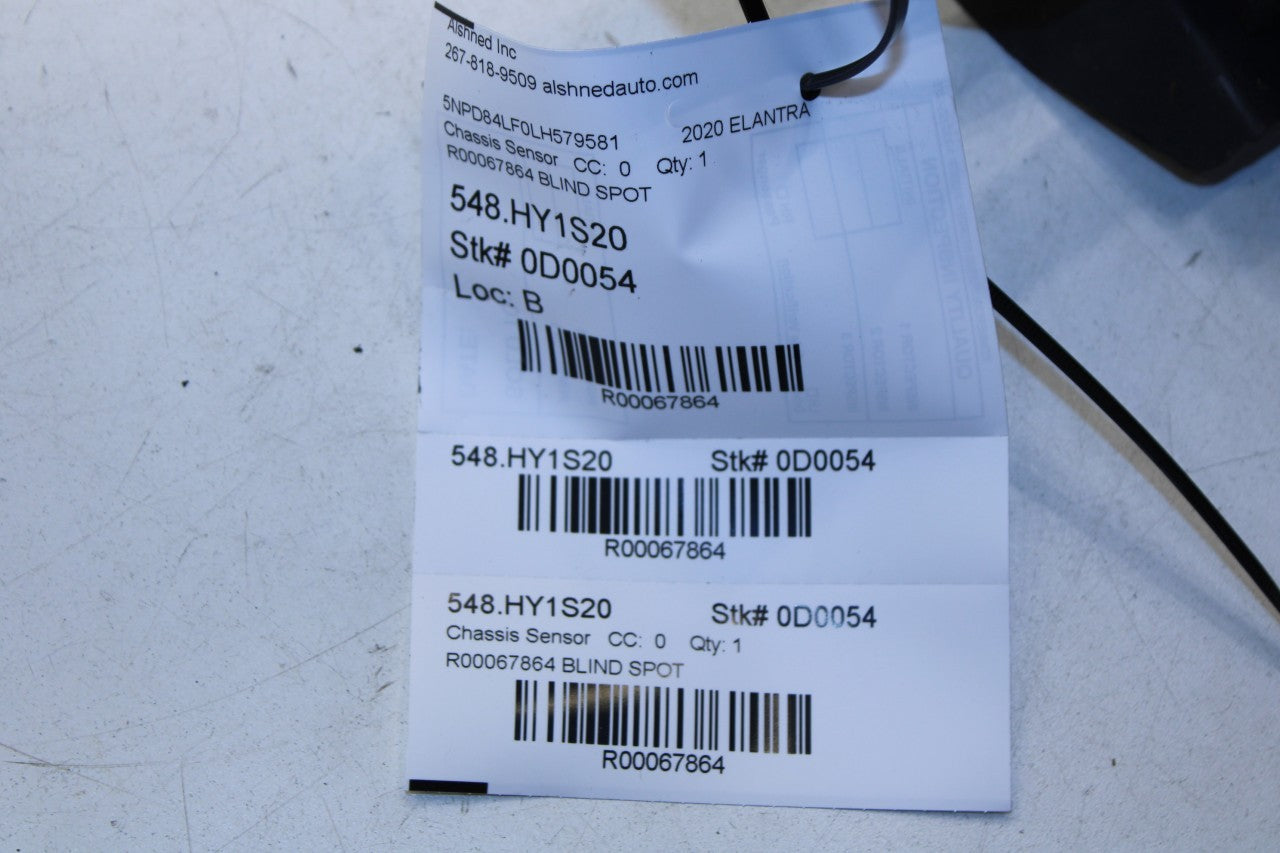 Alshned Inc
267-818-9509 alshnedauto.com
5NPD84LF0LH579581 2020 ELANTRA
Chassis Sensor CC: 0 Qty: 1
R00067864 BLIND SPOT
548.HY1S20
Stk# 0D0054
Loc: B
R00067864
548.HY1S20 Stk# 0D0054
R00067864
548.HY1S20 Stk# 0D0054
Chassis Sensor CC: 0 Qty: 1
R00067864 BLIND SPOT
R00067864